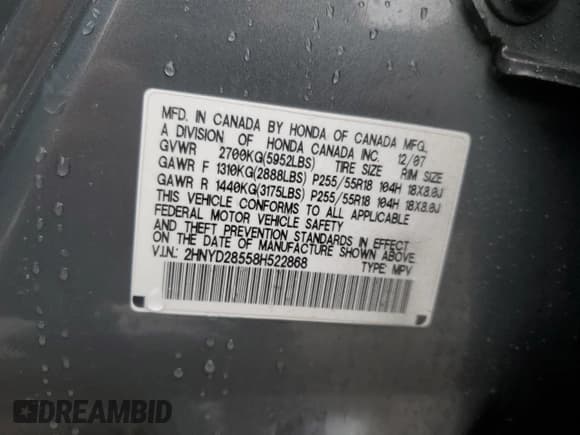 MFD. IN CANADA BY HONDA OF CANADA MFG.
A DIVISION OF HONDA CANADA INC. 12/07
GVWR 2700KG(5952LBS) TIRE SIZE RIM SIZE
GAWR F 1310KG(2888LBS) P255/55R18 104H 18X8.0J
GAWR R 1440KG(3175LBS) P255/55R18 104H 18X8.0J
THIS VEHICLE CONFORMS TO ALL APPLICABLE
FEDERAL MOTOR VEHICLE SAFETY
AND THEFT PREVENTION STANDARDS IN EFFECT
ON THE DATE OF MANUFACTURE SHOWN ABOVE.
V.I.N.: 2HNYD28558H522868 TYPE: MPV
DREAMBID